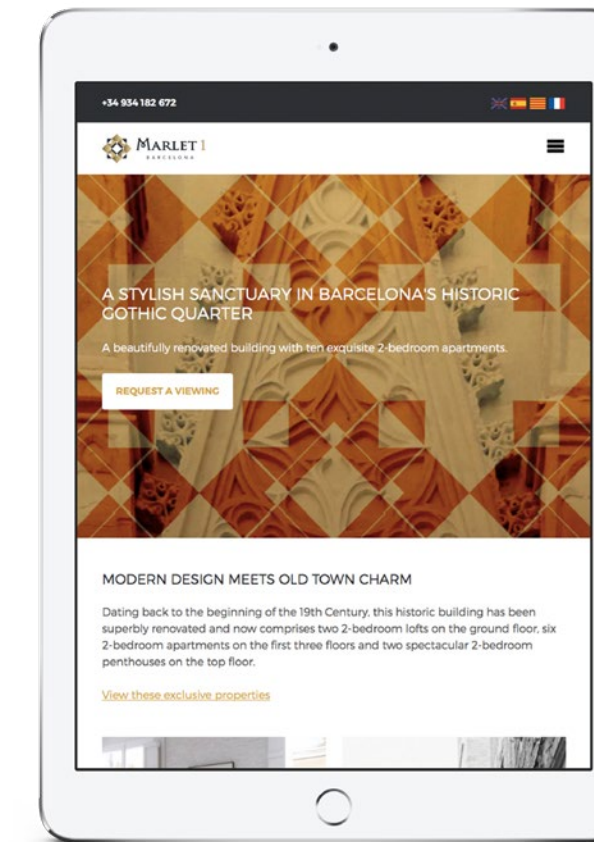 +34 934 182 672
MARLET 1
BARCELONA
A STYLISH SANCTUARY IN BARCELONA'S HISTORIC
GOTHIC QUARTER
A beautifully renovated building with ten exquisite 2-bedroom apartments.
REQUEST A VIEWING
MODERN DESIGN MEETS OLD TOWN CHARM
Dating back to the beginning of the 19th Century, this historic building has been
superbly renovated and now comprises two 2-bedroom lofts on the ground floor, six
2-bedroom apartments on the first three floors and two spectacular 2-bedroom
penthouses on the top floor.
View these exclusive properties